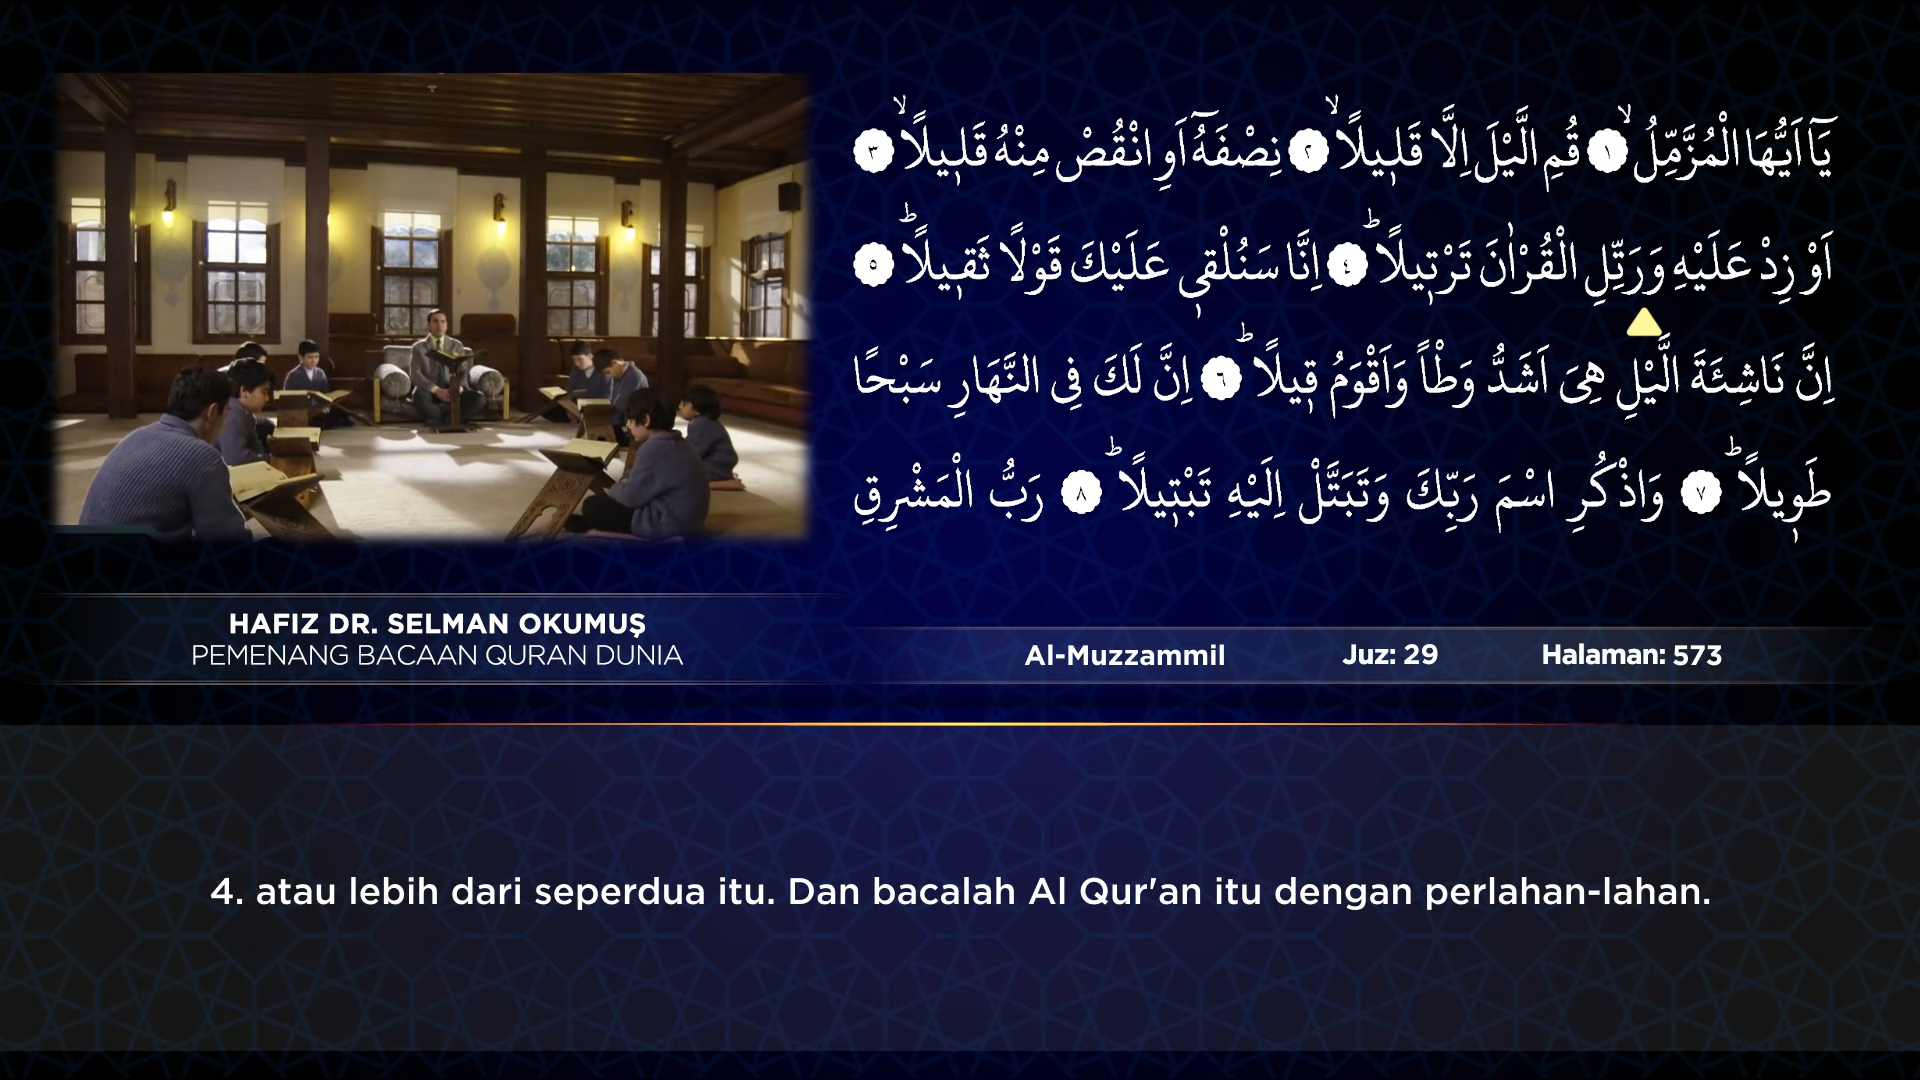 يَٓا اَيُّهَا الْمُزَّمِّلُۙ ﴿١﴾ قُمِ الَّيْلَ اِلَّا قَلٖيلًاۙ ﴿٢﴾ نِصْفَهُٓ اَوِ انْقُصْ مِنْهُ قَلٖيلًاۙ ﴿٣﴾
اَوْ زِدْ عَلَيْهِ وَرَتِّلِ الْقُرْاٰنَ تَرْتٖيلًاؕ ﴿٤﴾ اِنَّا سَنُلْقٖي عَلَيْكَ قَوْلًا ثَقٖيلًاؕ ﴿٥﴾
اِنَّ نَاشِئَةَ الَّيْلِ هِيَ اَشَدُّ وَطْاً وَاَقْوَمُ قٖيلًاؕ ﴿٦﴾ اِنَّ لَكَ فِي النَّهَارِ سَبْحًا
طَوٖيلًاؕ ﴿٧﴾ وَاذْكُرِ اسْمَ رَبِّكَ وَتَبَتَّلْ اِلَيْهِ تَبْتٖيلًاؕ ﴿٨﴾ رَبُّ الْمَشْرِقِ
HAFIZ DR. SELMAN OKUMUŞ
PEMENANG BACAAN QURAN DUNIA
Al-Muzzammil Juz: 29 Halaman: 573
4. atau lebih dari seperdua itu. Dan bacalah Al Qur'an itu dengan perlahan-lahan.